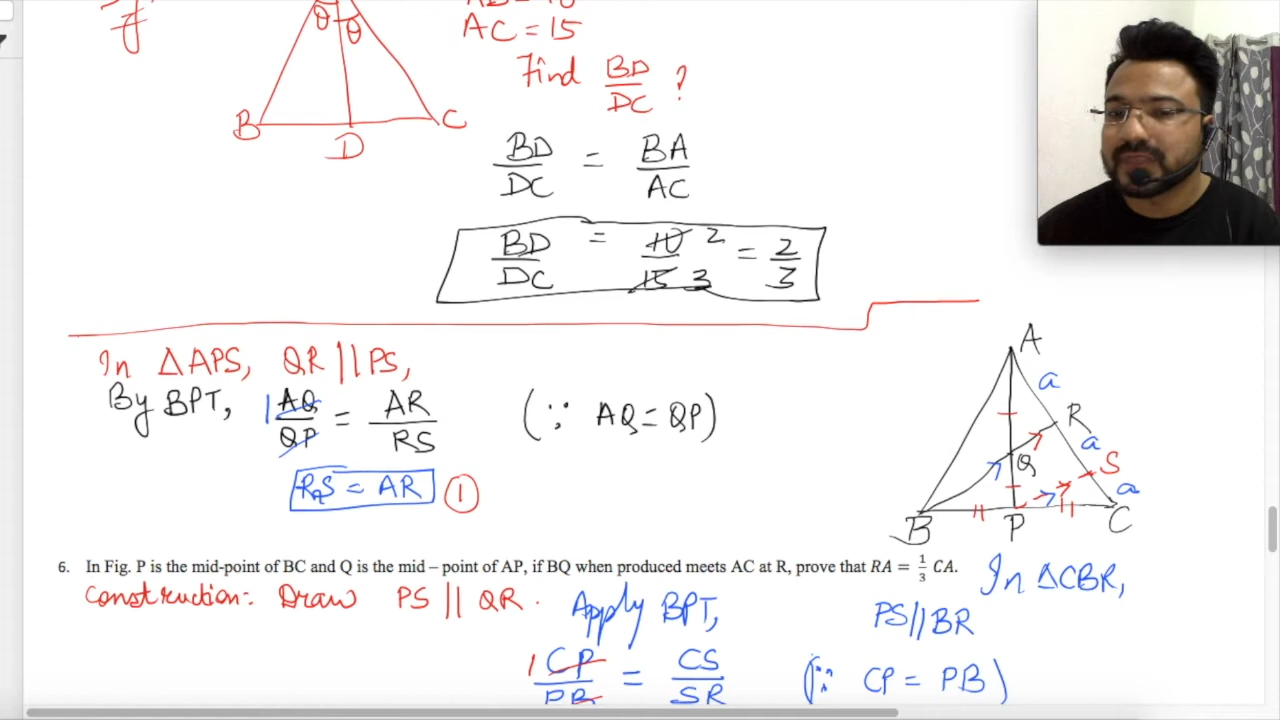 θ θ
AC = 15
Find BD/DC ?
B D C
BD/DC = BA/AC
BD/DC = 10/15 2/3 = 2/3
In ΔAPS, QR || PS,
By BPT, 1 AQ/QP = AR/RS (∵ AQ = QP)
RS = AR 1
A
a
R
a
Q S
a
B P C
6. In Fig. P is the mid-point of BC and Q is the mid – point of AP, if BQ when produced meets AC at R, prove that RA = 1/3 CA.
Construction:- Draw PS || QR.
Apply BPT,
1 CP/PB = CS/SR
In ΔCBR,
PS || BR
(∵ CP = PB)